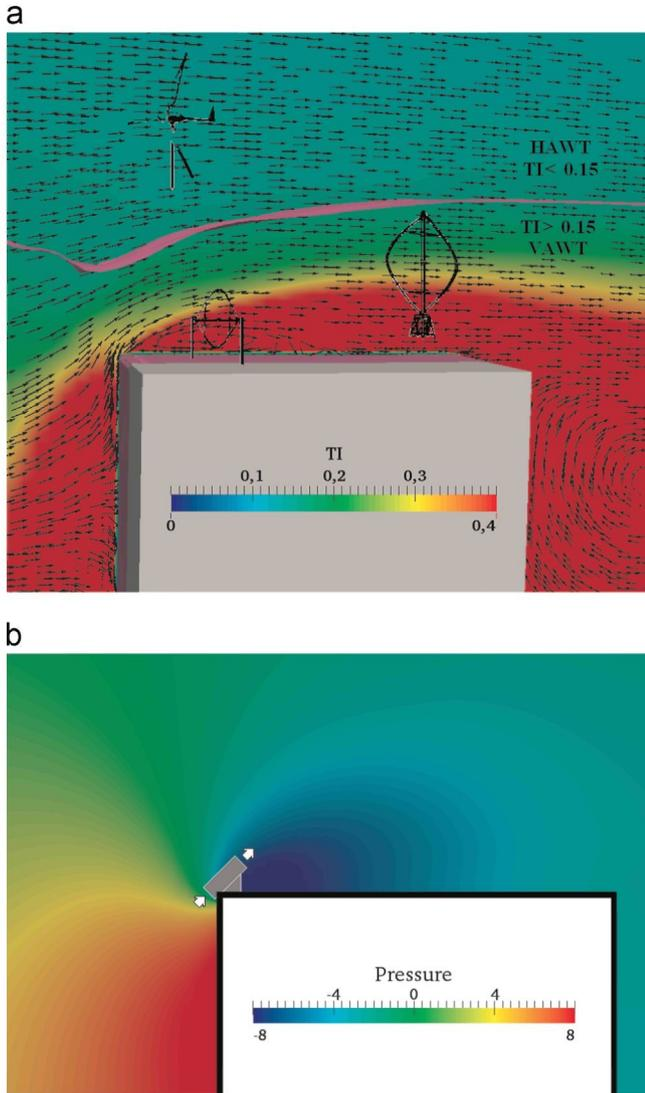 a
HAWT
TI< 0.15
TI> 0.15
VAWT
TI
0,1 0,2 0,3
0 0,4
b
Pressure
-4 0 4
-8 8